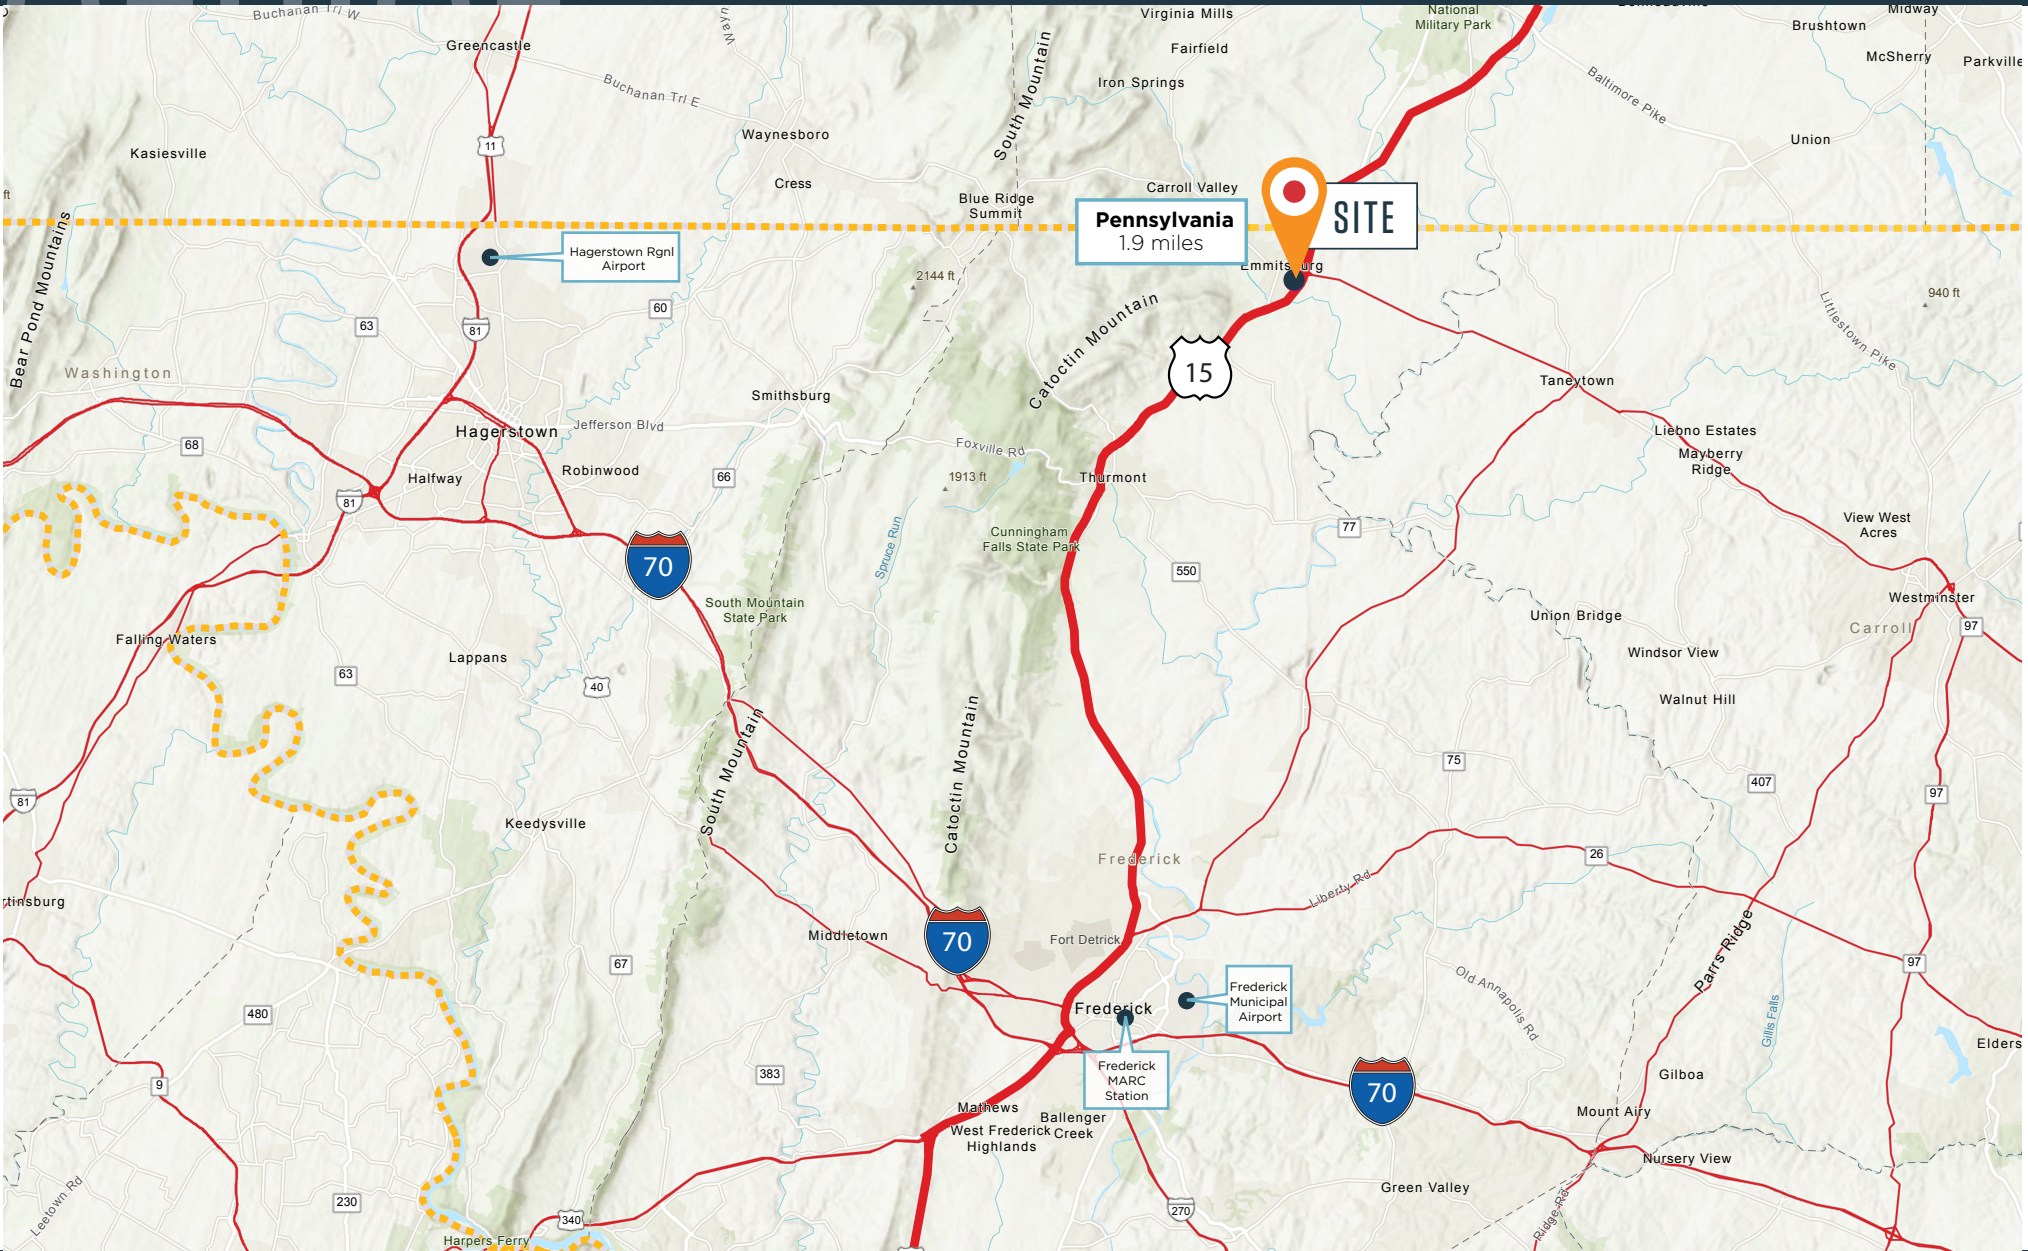 Buchanan Trl W
Greencastle
Virginia Mills
National
Military Park
Midway
Brushtown
Fairfield
McSherry
Parkville
Iron Springs
Buchanan Trl E
South Mountain
Baltimore Pike
Waynesboro
11
Kasiesville
Union
Cress
Carroll Valley
Blue Ridge
Summit
ft
Pennsylvania
1.9 miles
SITE
Bear Pond Mountains
Hagerstown Rgnl
Airport
Emmitsburg
2144 ft
940 ft
60
63
81
Catoctin Mountain
Littlestown Pike
Washington
15
Taneytown
Smithsburg
Jefferson Blvd
Hagerstown
68
Foxville Rd
Liebno Estates
Mayberry
Ridge
Robinwood
Halfway
66
1913 ft
Thurmont
81
View West
Acres
77
Cunningham
Falls State Park
Spruce Run
70
550
South Mountain
State Park
Westminster
Union Bridge
Carroll
97
Falling Waters
Windsor View
Lappans
63
40
Walnut Hill
South Mountain
Catoctin Mountain
75
407
81
97
Keedysville
Frederick
26
Liberty Rd
rtinsburg
Middletown
70
Fort Detrick
Parrs Ridge
67
97
Old Annapolis Rd
Frederick
Municipal
Airport
Frederick
480
Gillis Falls
Elders
Frederick
MARC
Station
383
70
Gilboa
9
Mathews
Ballenger
Creek
Mount Airy
West Frederick
Highlands
Nursery View
Green Valley
Leetown Rd
230
340
270
Ridge Rd
Harpers Ferry